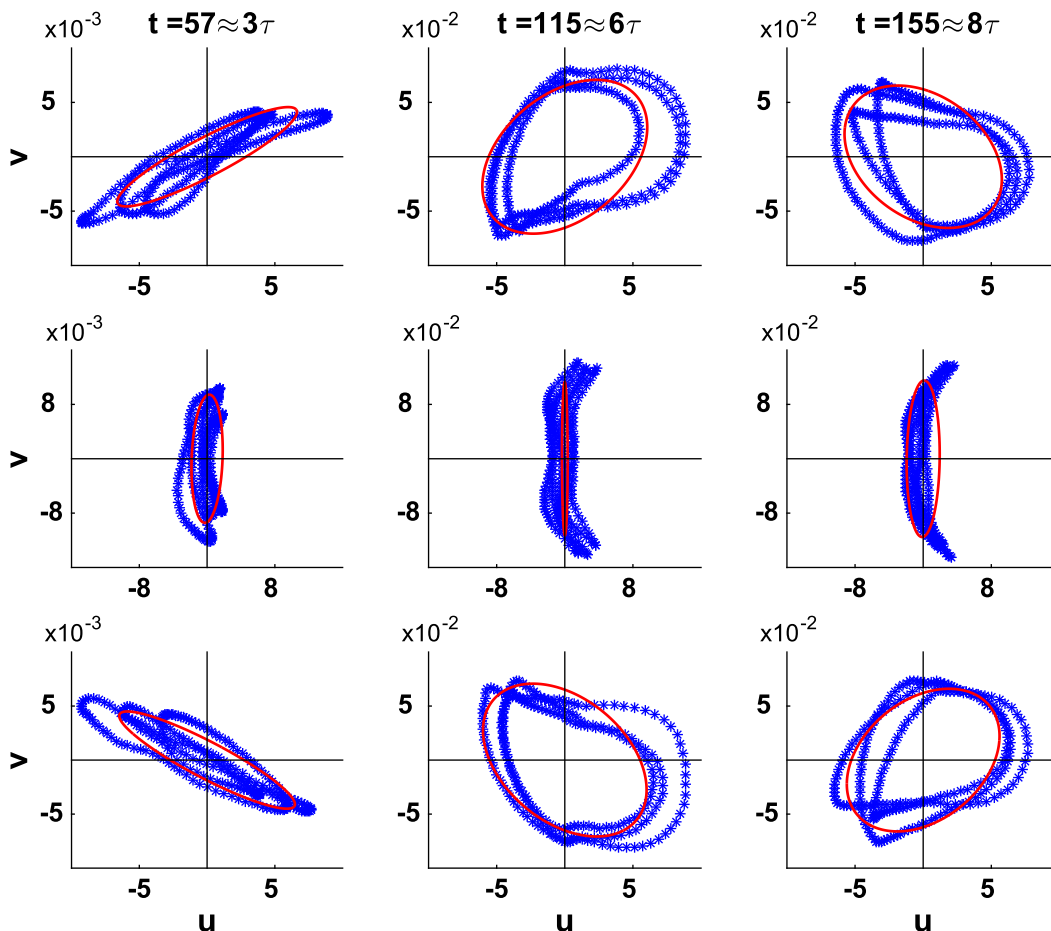 t =57≈3τ t =115≈6τ t =155≈8τ
x10⁻³ x10⁻² x10⁻²
5 5 5
v
-5 -5 -5
-5 5 -5 5 -5 5
x10⁻³ x10⁻² x10⁻²
8 8 8
v
-8 -8 -8
-8 8 -8 8 -8 8
x10⁻³ x10⁻² x10⁻²
5 5 5
v
-5 -5 -5
-5 5 -5 5 -5 5
u u u